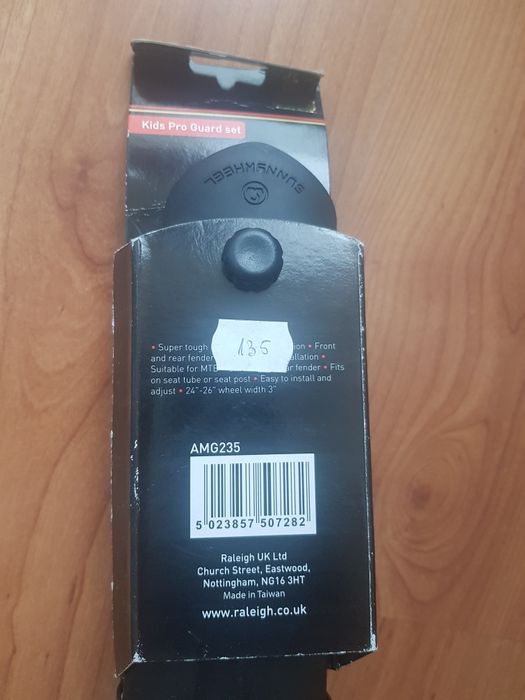 Kids Pro Guard set
SUNNYWHEEL
135
• Super tough • Front
and rear fender
Suitable for MTB fender • Fits
on seat tube or seat post • Easy to install and
adjust • 24"-26" wheel width 3"
AMG235
5 023857 507282
Raleigh UK Ltd
Church Street, Eastwood,
Nottingham, NG16 3HT
Made in Taiwan
www.raleigh.co.uk